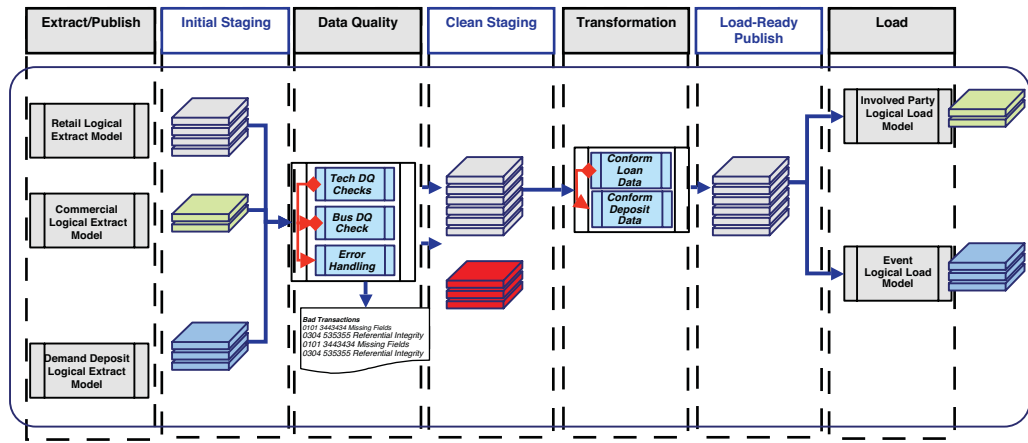 Extract/Publish
Initial Staging
Data Quality
Clean Staging
Transformation
Load-Ready
Publish
Load
Retail Logical
Extract Model
Commercial
Logical Extract
Model
Demand Deposit
Logical Extract
Model
Tech DQ
Checks
Bus DQ
Check
Error
Handling
Bad Transactions
0101 3443434 Missing Fields
0304 535355 Referential Integrity
0101 3443434 Missing Fields
0304 535355 Referential Integrity
Conform
Loan
Data
Conform
Deposit
Data
Involved Party
Logical Load
Model
Event
Logical Load
Model